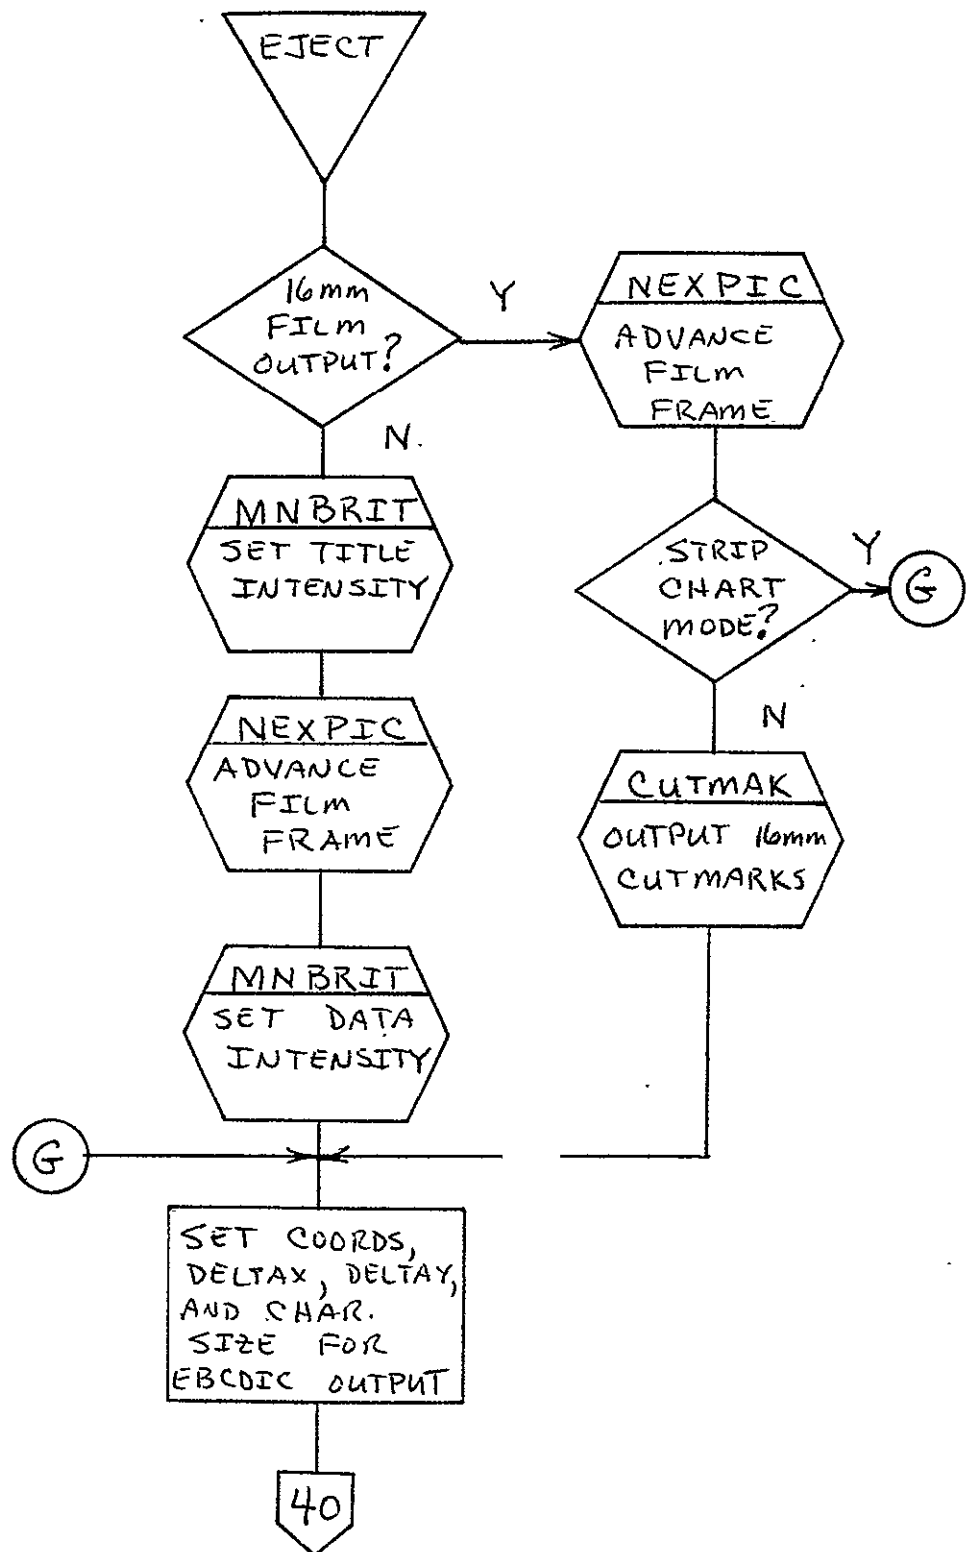 EJECT
16mm
FILM
OUTPUT?
Y
N.
NEXPIC
ADVANCE
FILM
FRAME
STRIP
CHART
MODE?
Y
G
N
CUTMAK
OUTPUT 16mm
CUTMARKS
MNBRIT
SET TITLE
INTENSITY
NEXPIC
ADVANCE
FILM
FRAME
MNBRIT
SET DATA
INTENSITY
G
SET COORDS,
DELTAX, DELTAY,
AND CHAR.
SIZE FOR
EBCDIC OUTPUT
40